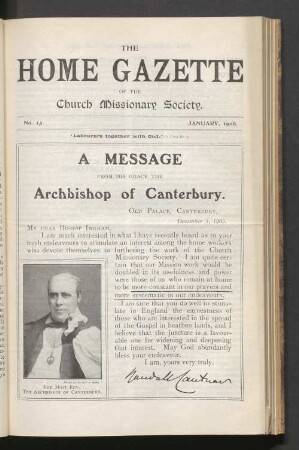 THE
HOME GAZETTE
OF THE
Church Missionary Society.
JANUARY, 1906.
"Labourers together with God."
A MESSAGE
FROM HIS GRACE THE
Archbishop of Canterbury.
OLD PALACE, CANTERBURY,
December 1, 1905.
MY DEAR BISHOP INGHAM,
I am much interested in what I have recently heard as to your
fresh endeavours to stimulate an interest among the home workers
who devote themselves to furthering the work of the Church
Missionary Society. I am quite certain
that our Mission work would be
doubled in its usefulness and power
were those of us who remain at home to
be more constant in our prayers and
more systematic in our endeavours.
I am sure that you do well to stimulate
in England the earnestness of
those who are interested in the spread
of the Gospel in heathen lands, and I
believe that the juncture is a favourable
one for widening and deepening
that interest. May God abundantly
bless your endeavour.
I am, yours very truly,
Randall Cantuar
THE MOST REV.
THE ARCHBISHOP OF CANTERBURY.